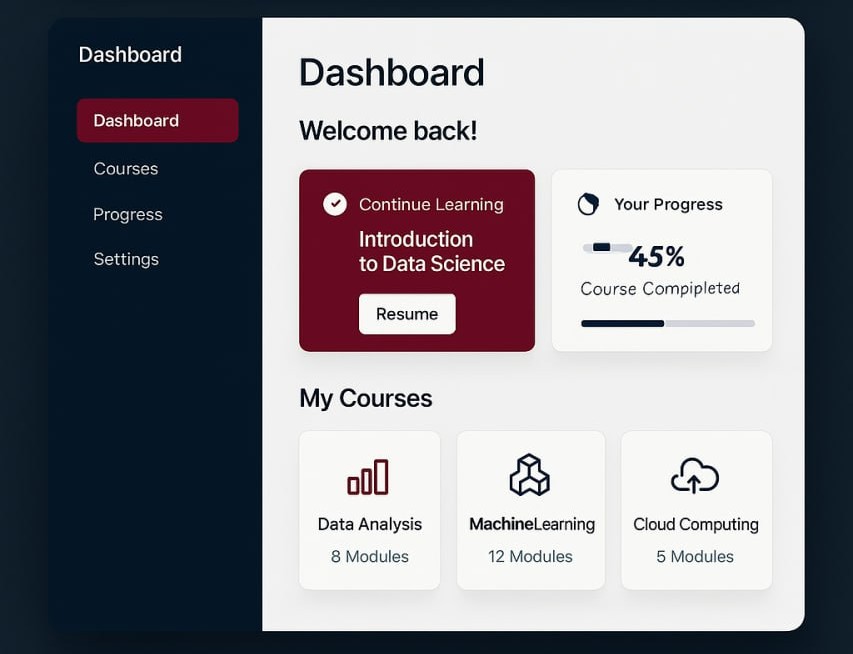 Dashboard
Dashboard
Courses
Progress
Settings
Dashboard
Welcome back!
Continue Learning
Introduction
to Data Science
Resume
Your Progress
45%
Course Compipleted
My Courses
Data Analysis
8 Modules
MachineLearning
12 Modules
Cloud Computing
5 Modules